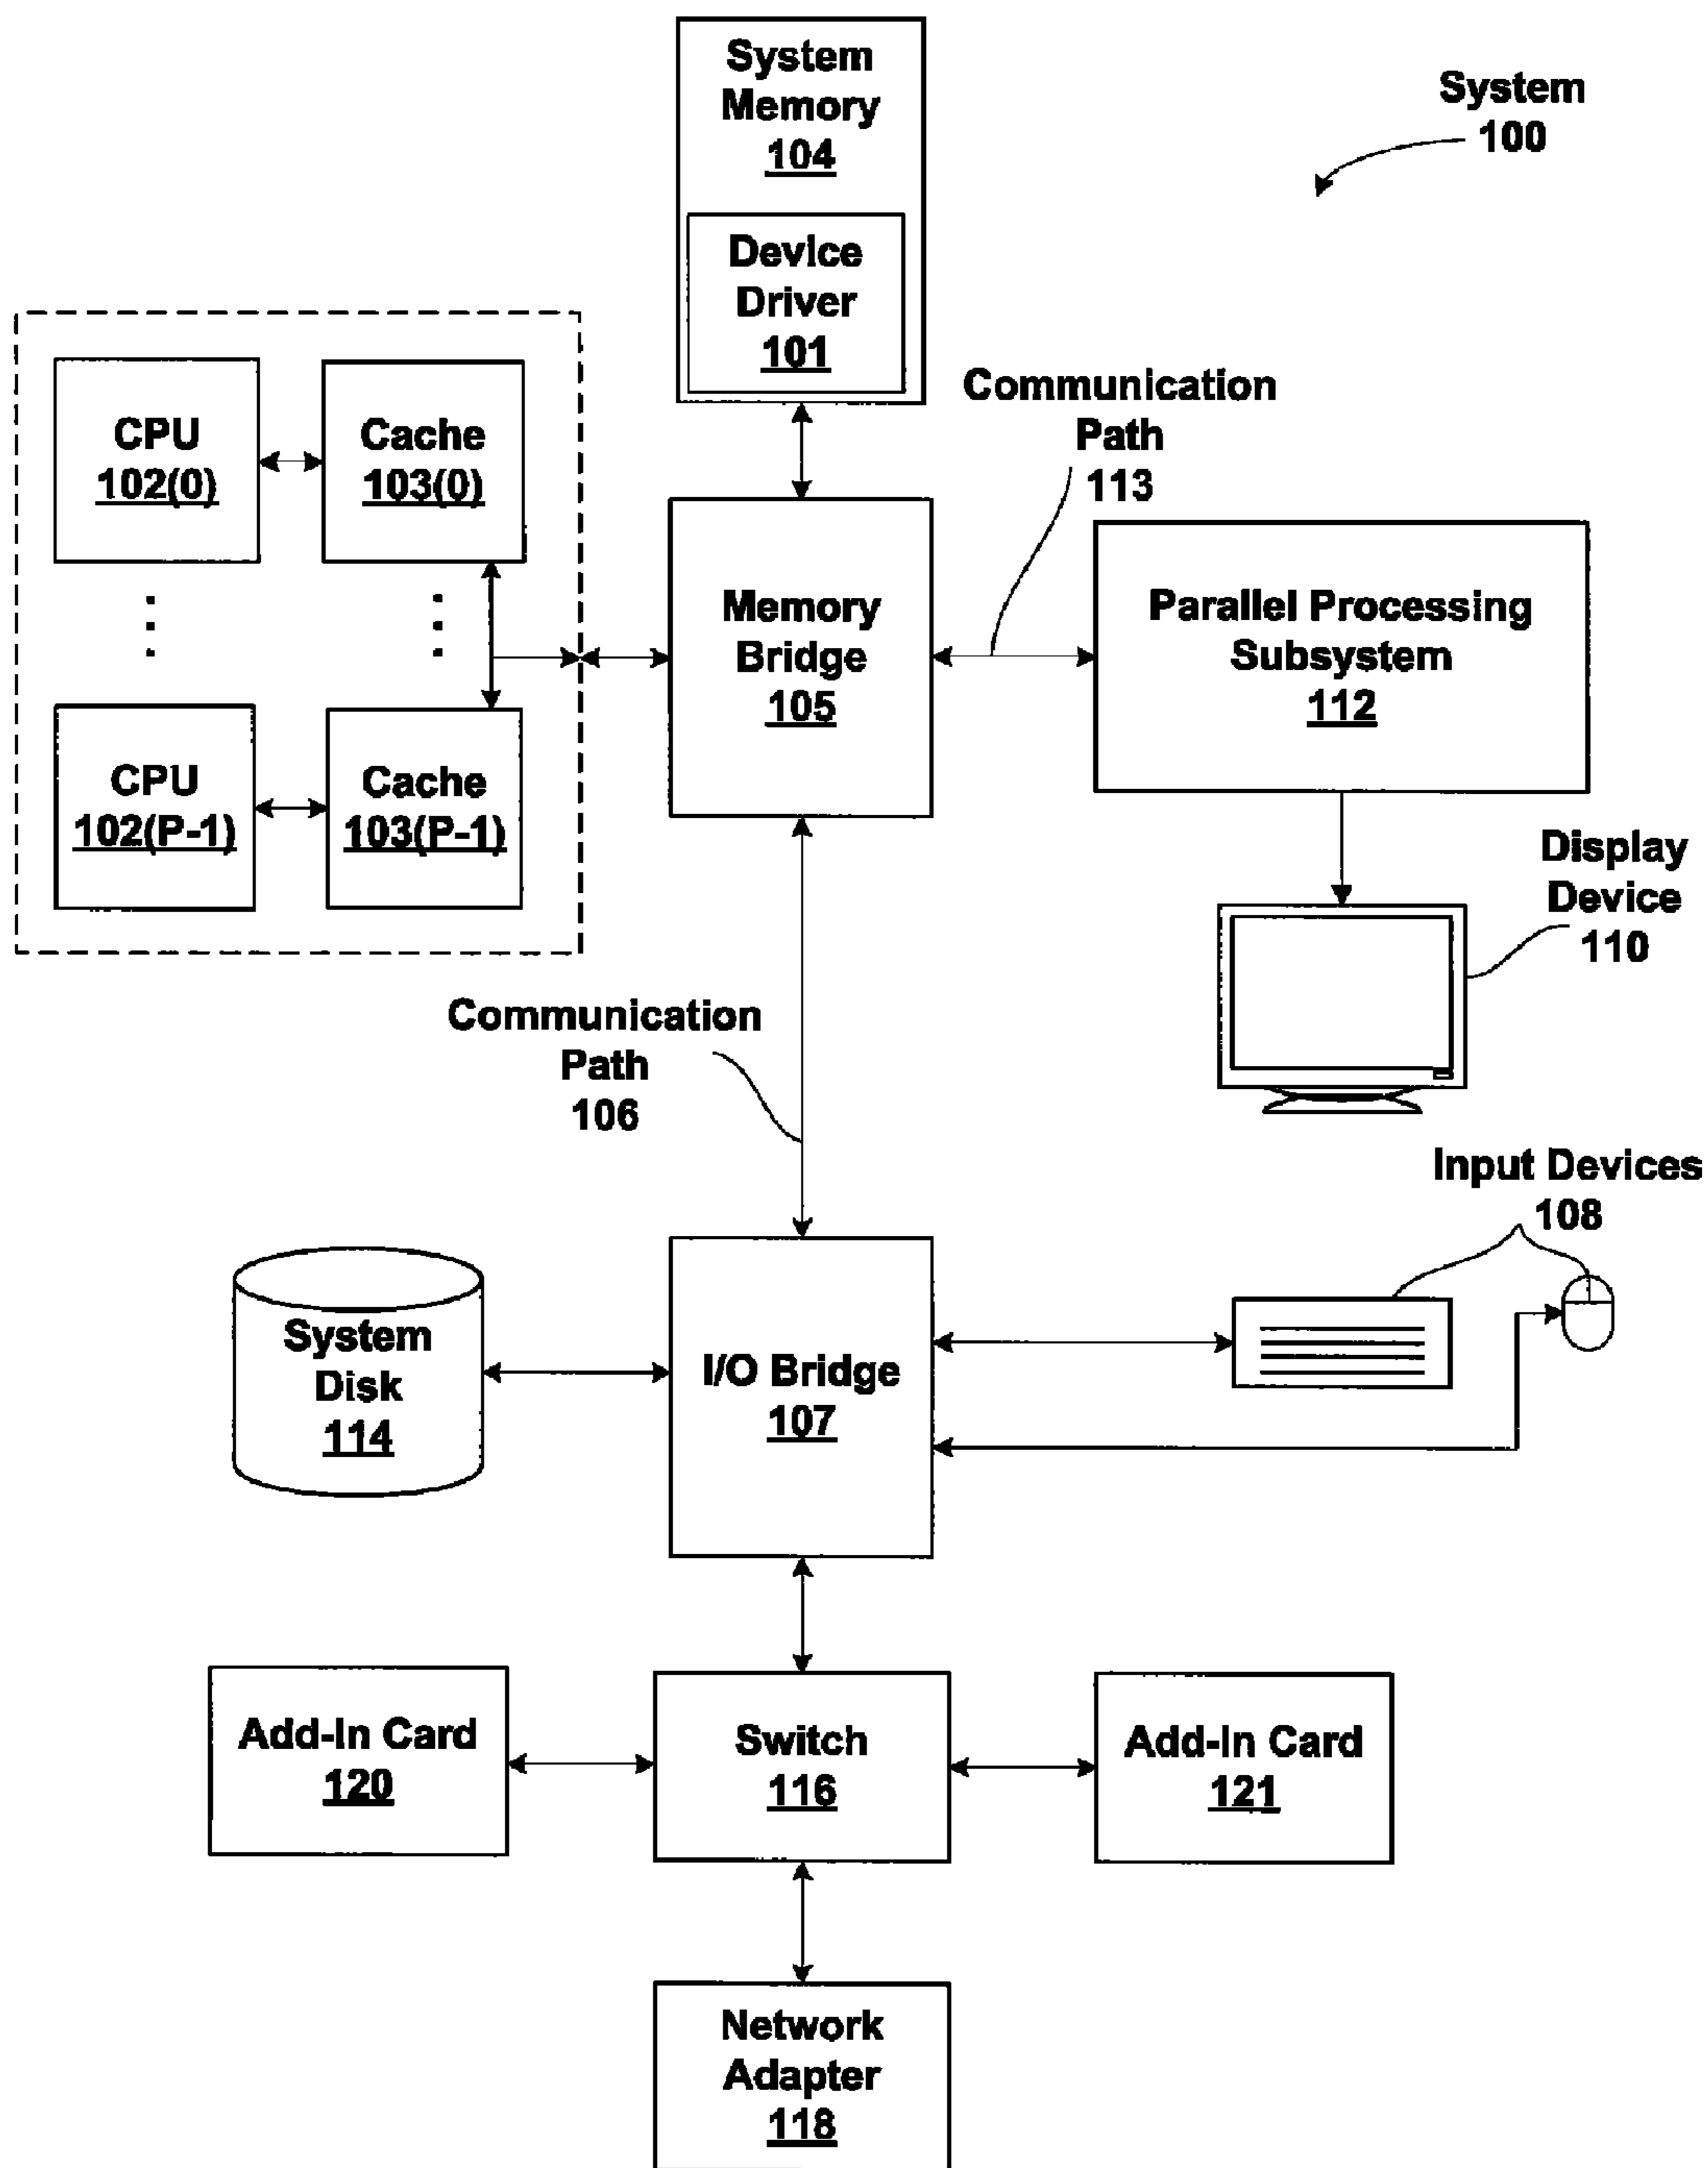 System
Memory
104
System
100
Device
Driver
101
Communication
Path
113
CPU
102(0)
Cache
103(0)
Memory
Bridge
105
Parallel Processing
Subsystem
112
CPU
102(P-1)
Cache
103(P-1)
Display
Device
110
Communication
Path
106
Input Devices
108
System
Disk
114
I/O Bridge
107
Add-In Card
120
Switch
116
Add-In Card
121
Network
Adapter
118